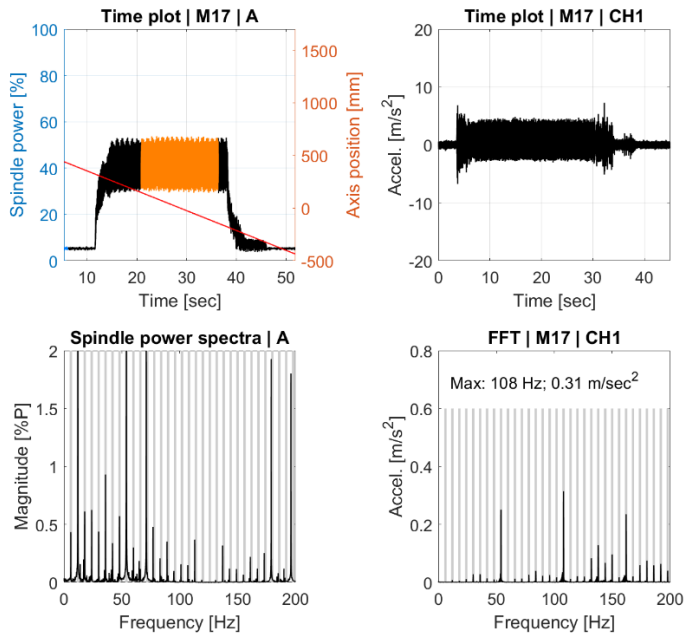 Time plot | M17 | A
100
80
60
40
20
0
Spindle power [%]
1500
1000
500
0
-500
Axis position [mm]
10 20 30 40 50
Time [sec]
Time plot | M17 | CH1
20
10
0
-10
-20
Accel. [m/s²]
0 10 20 30 40
Time [sec]
Spindle power spectra | A
2
1.5
1
0.5
0
Magnitude [%P]
0 50 100 150 200
Frequency [Hz]
FFT | M17 | CH1
Max: 108 Hz; 0.31 m/sec²
0.8
0.6
0.4
0.2
0
Accel. [m/s²]
0 50 100 150 200
Frequency [Hz]